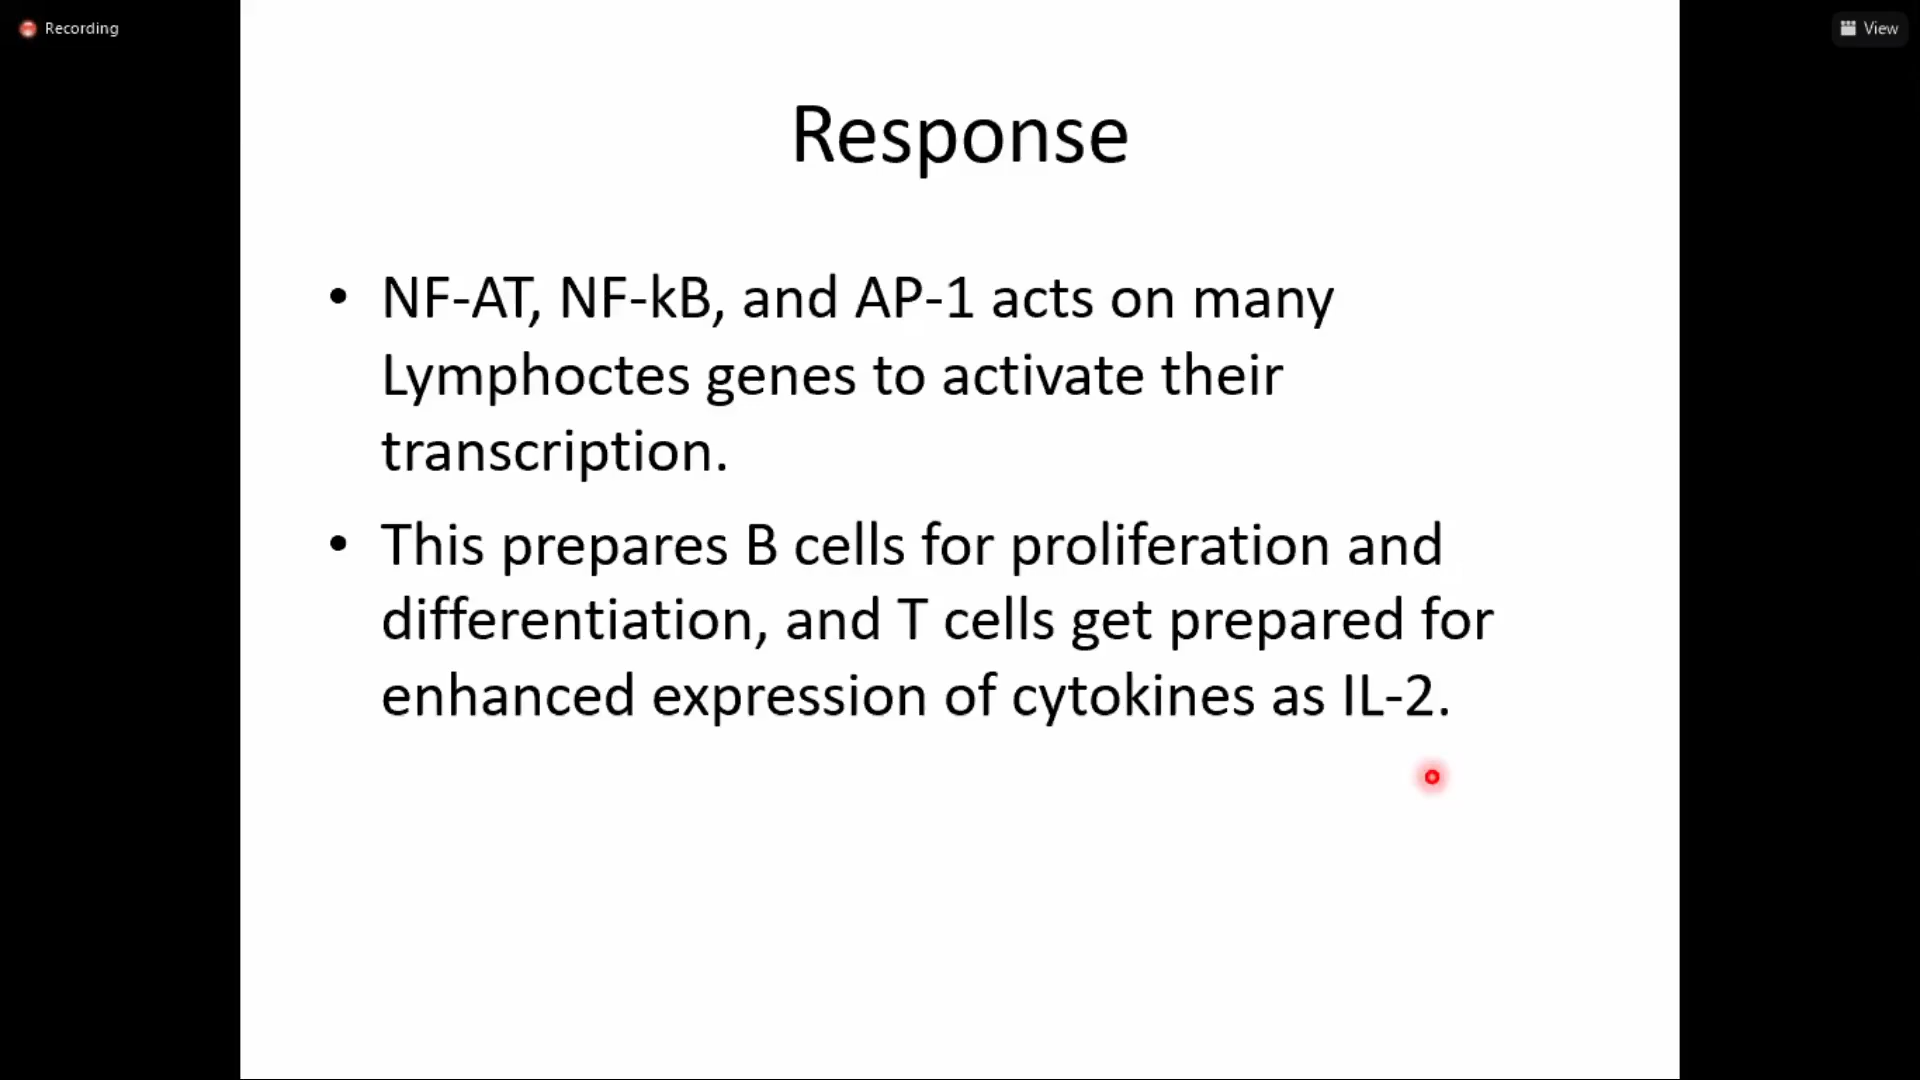 Recording
View
Response
• NF-AT, NF-kB, and AP-1 acts on many
Lymphoctes genes to activate their
transcription.
• This prepares B cells for proliferation and
differentiation, and T cells get prepared for
enhanced expression of cytokines as IL-2.